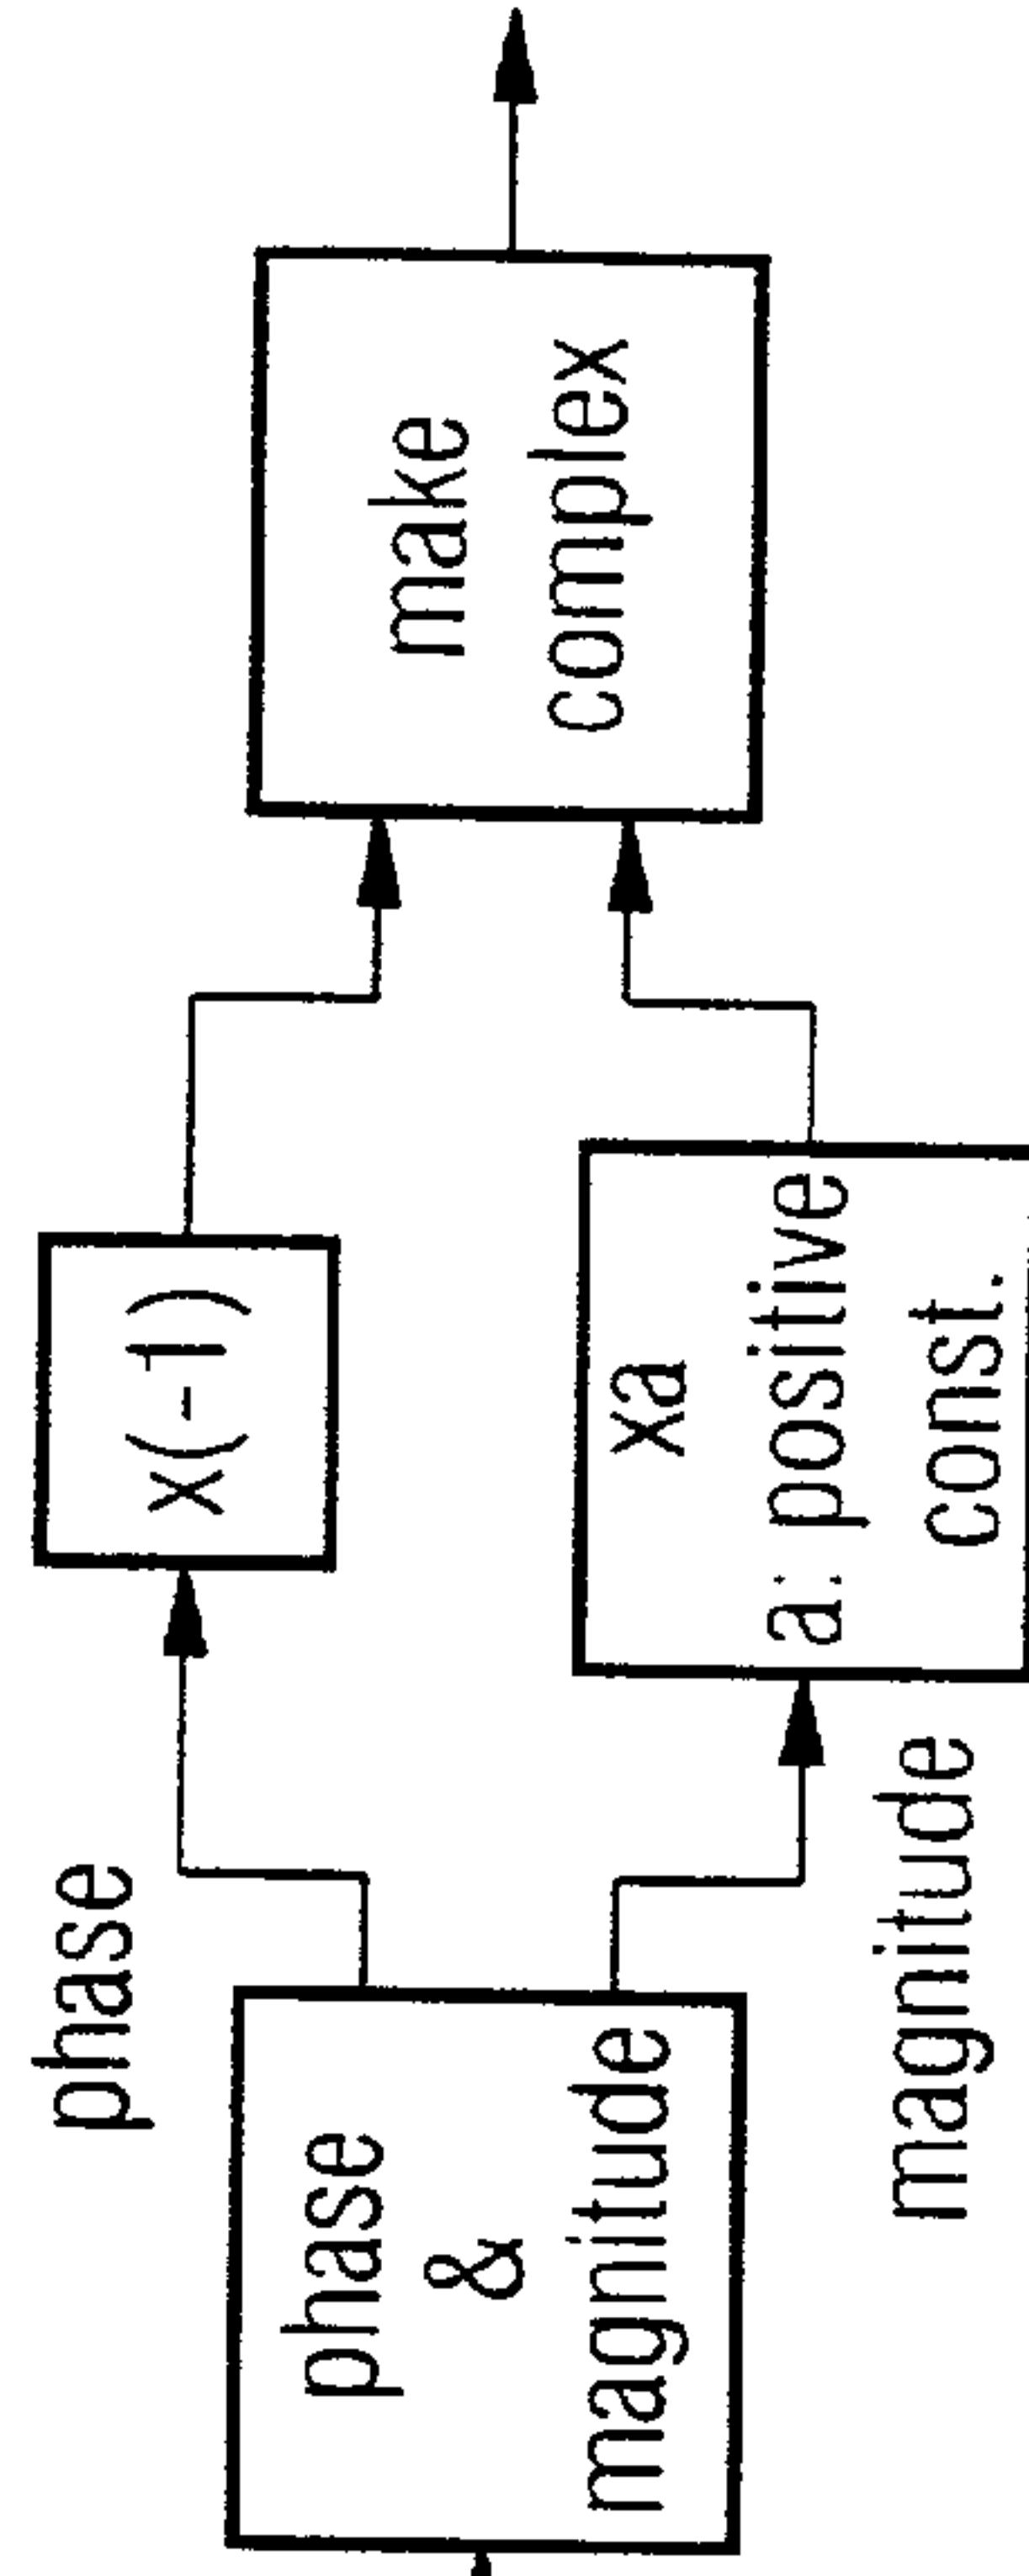 phase
&
magnitude
phase
magnitude
x(-1)
xa
a: positive
const.
make
complex